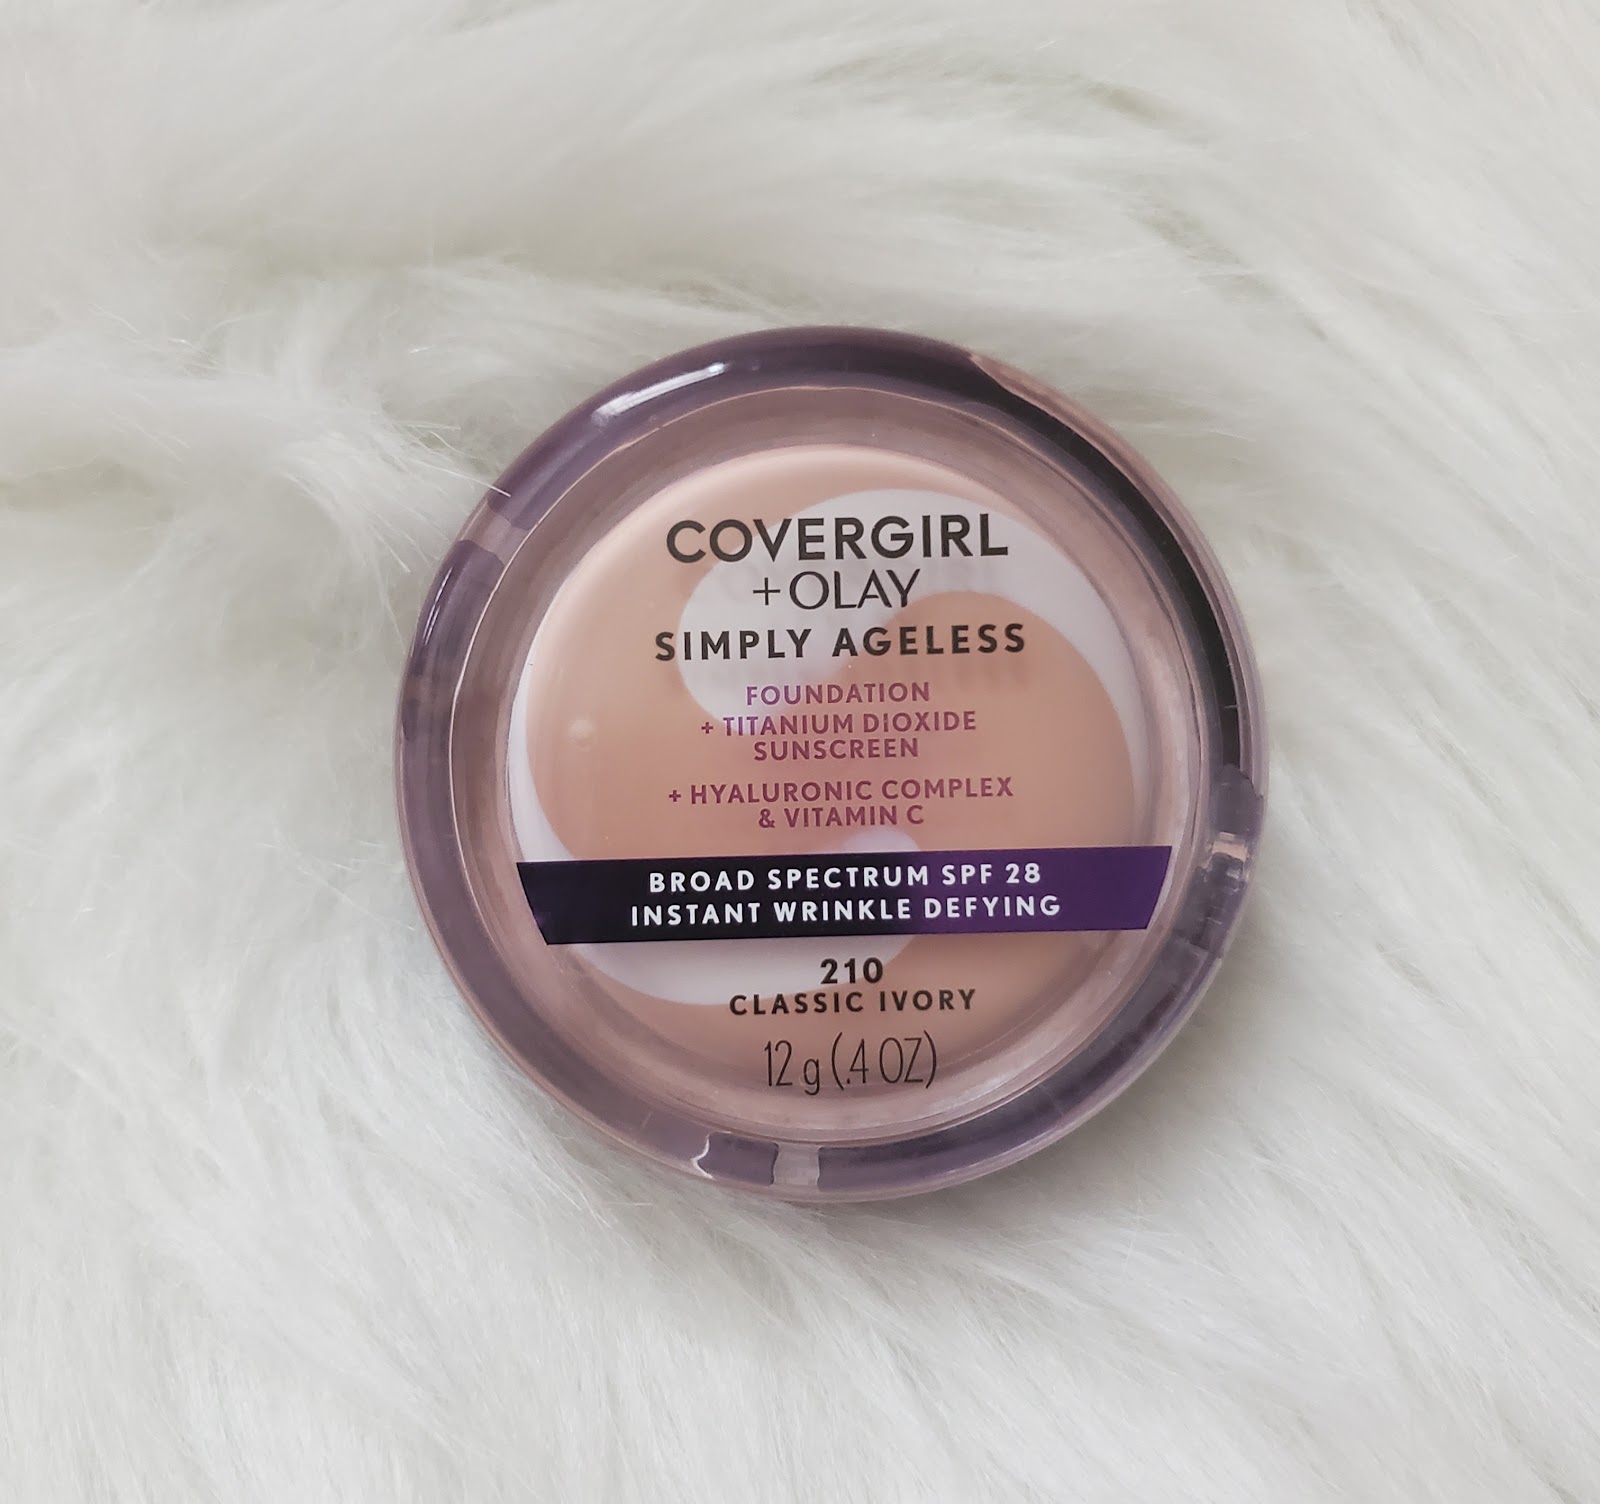 COVERGIRL
+OLAY
SIMPLY AGELESS
FOUNDATION
+ TITANIUM DIOXIDE
SUNSCREEN
+ HYALURONIC COMPLEX
& VITAMIN C
BROAD SPECTRUM SPF 28
INSTANT WRINKLE DEFYING
210
CLASSIC IVORY
12 g (.4 OZ)